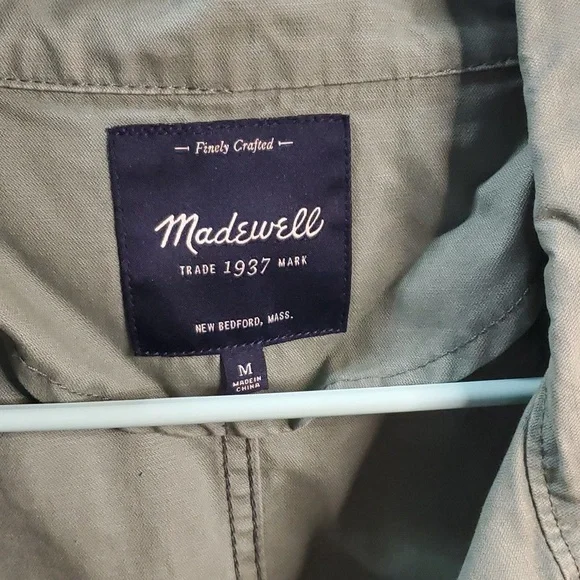 Finely Crafted
Madewell
TRADE 1937 MARK
NEW BEDFORD, MASS.
M
MADE IN
CHINA